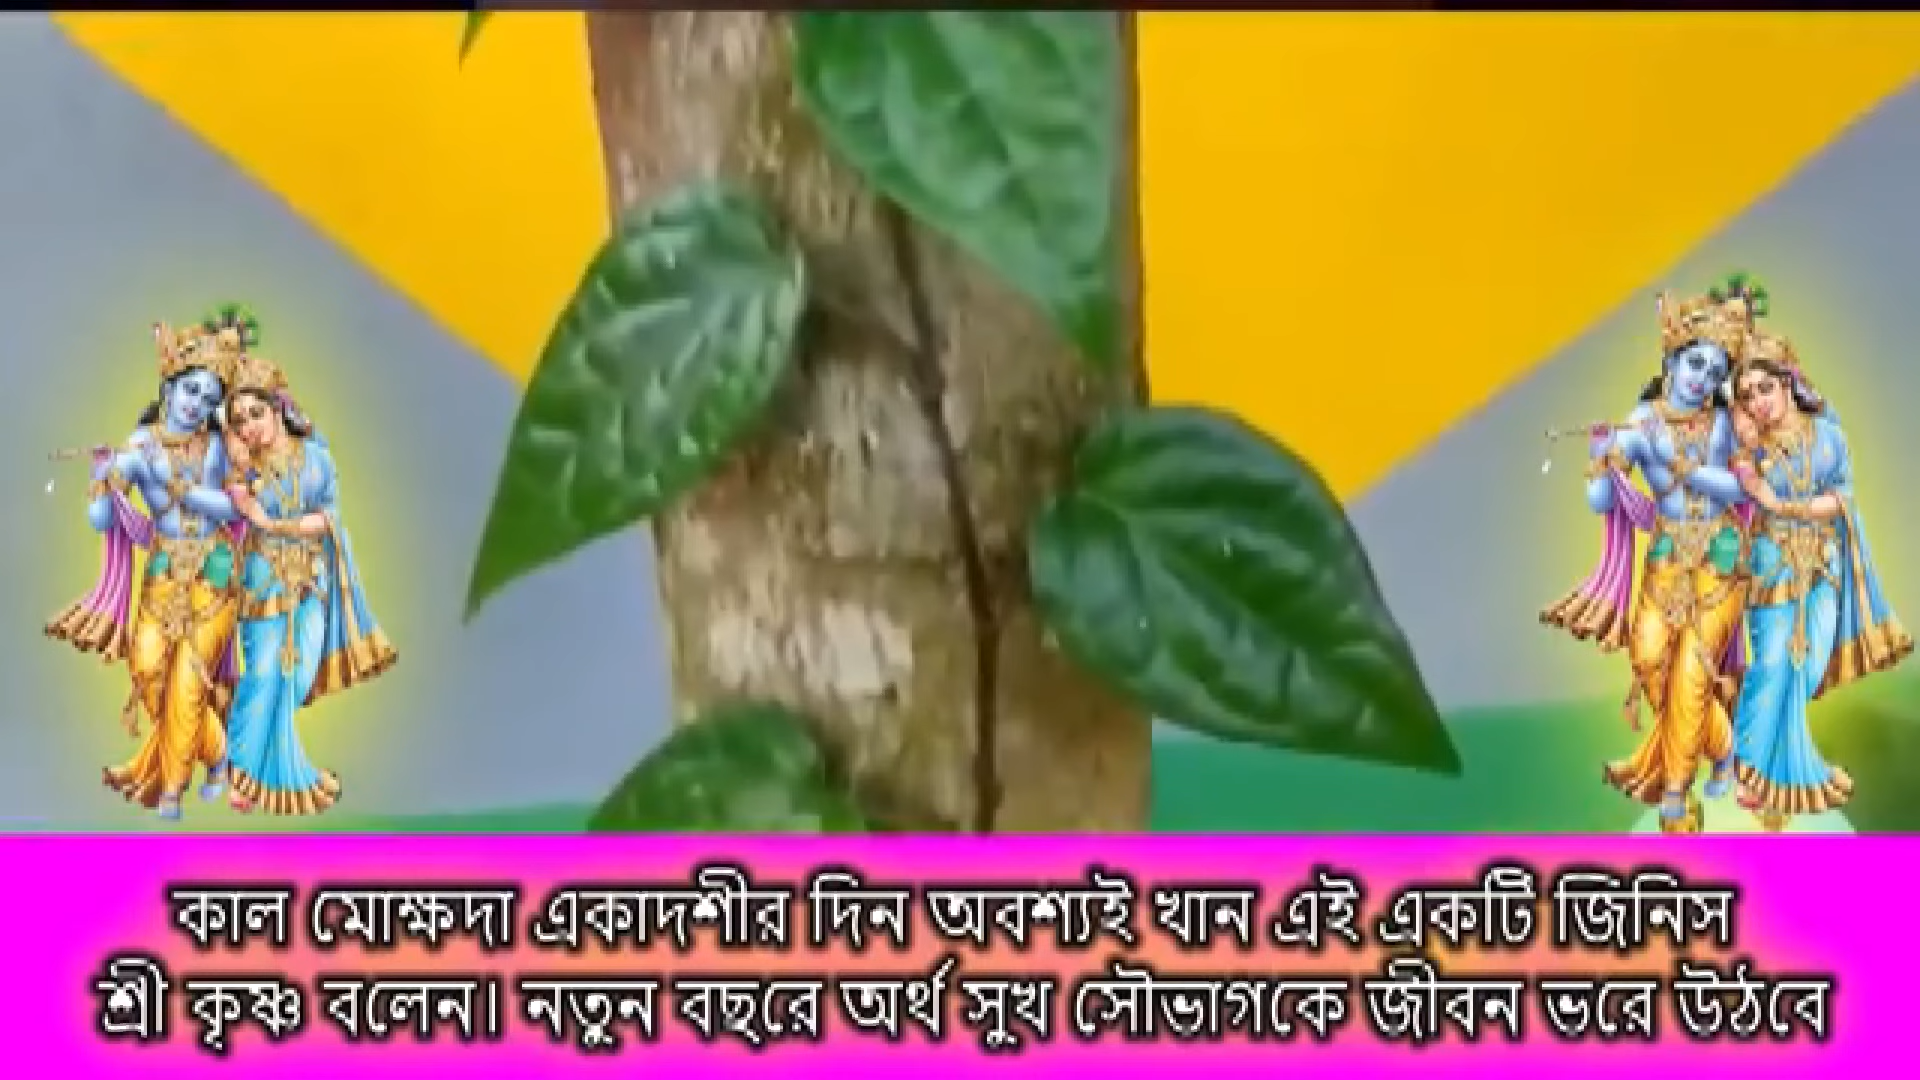 কাল মোক্ষদা একাদশীর দিন অবশ্যই খান এই একটি জিনিস
শ্রী কৃষ্ণ বলেন। নতুন বছরে অর্থ সুখ সৌভাগকে জীবন ভরে উঠবে